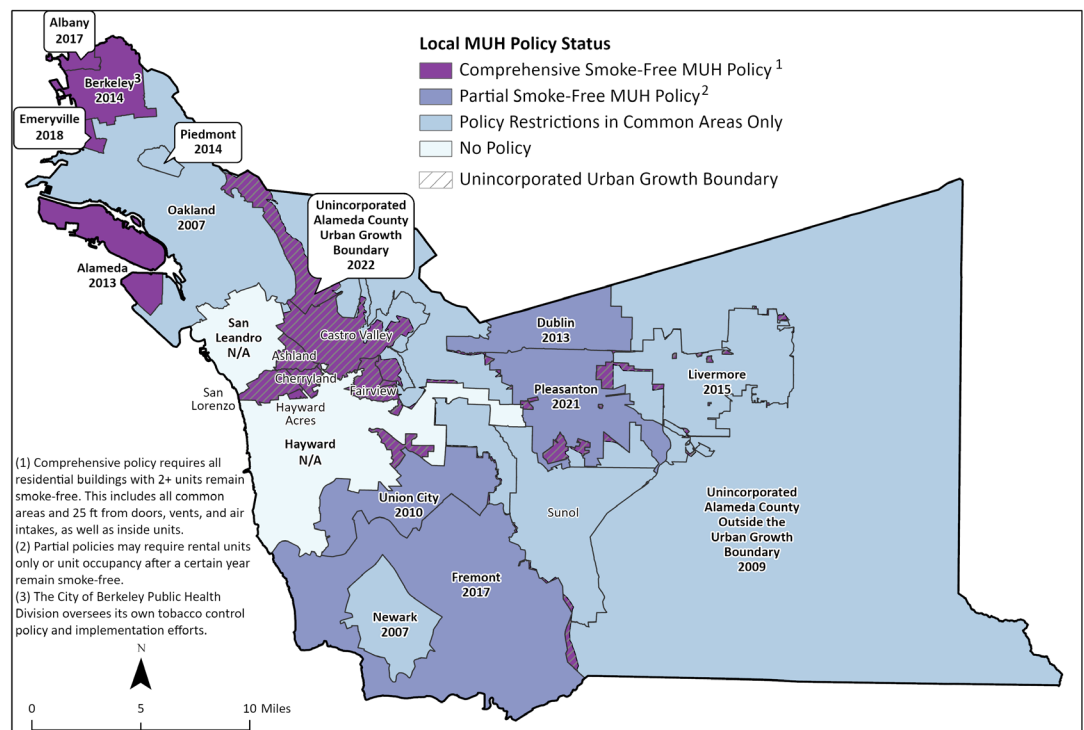 Albany
2017
Berkeley3
2014
Emeryville
2018
Piedmont
2014
Oakland
2007
Alameda
2013
Unincorporated
Alameda County
Urban Growth
Boundary
2022
Local MUH Policy Status
Comprehensive Smoke-Free MUH Policy1
Partial Smoke-Free MUH Policy2
Policy Restrictions in Common Areas Only
No Policy
Unincorporated Urban Growth Boundary
San
Leandro
N/A
Castro Valley
Ashland
Cherryland
Fairview
San
Lorenzo
Hayward
Acres
Hayward
N/A
Dublin
2013
Pleasanton
2021
Livermore
2015
Union City
2010
Sunol
Unincorporated
Alameda County
Outside the
Urban Growth
Boundary
2009
Fremont
2017
Newark
2007
(1) Comprehensive policy requires all
residential buildings with 2+ units remain
smoke-free. This includes all common
areas and 25 ft from doors, vents, and air
intakes, as well as inside units.
(2) Partial policies may require rental units
only or unit occupancy after a certain year
remain smoke-free.
(3) The City of Berkeley Public Health
Division oversees its own tobacco control
policy and implementation efforts.
N
0 5 10 Miles